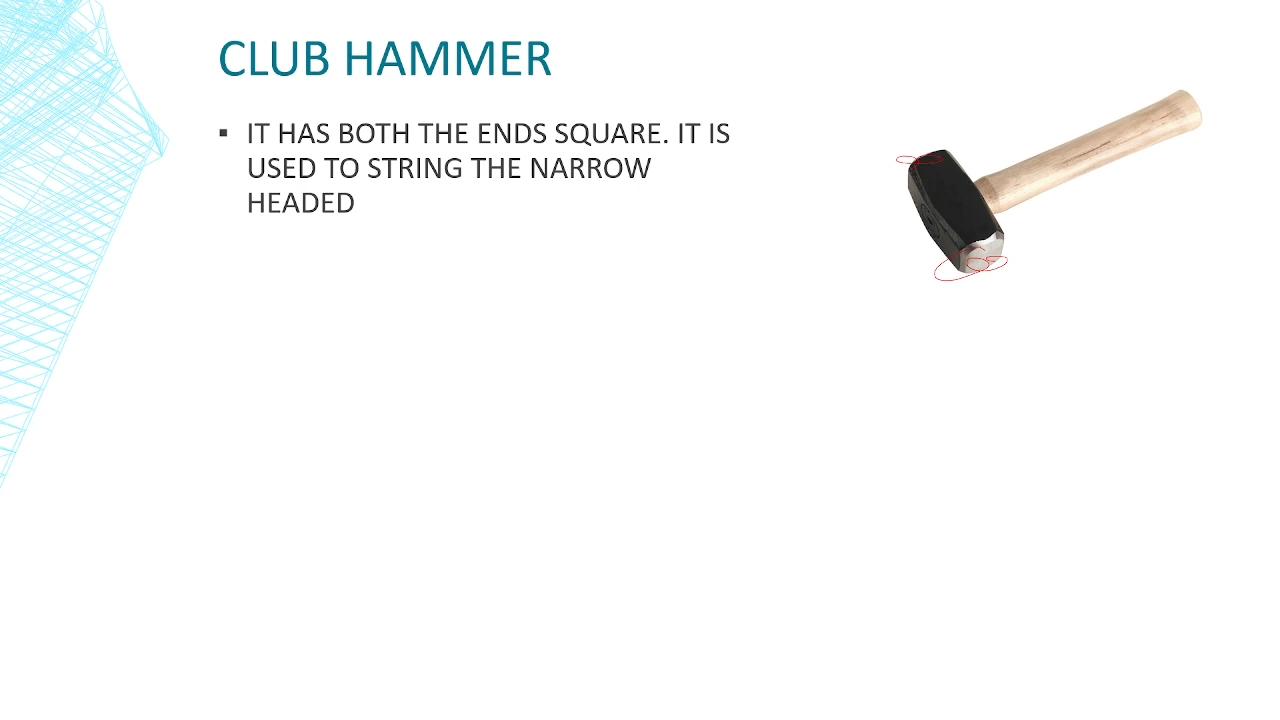 CLUB HAMMER
▪ IT HAS BOTH THE ENDS SQUARE. IT IS
USED TO STRING THE NARROW
HEADED